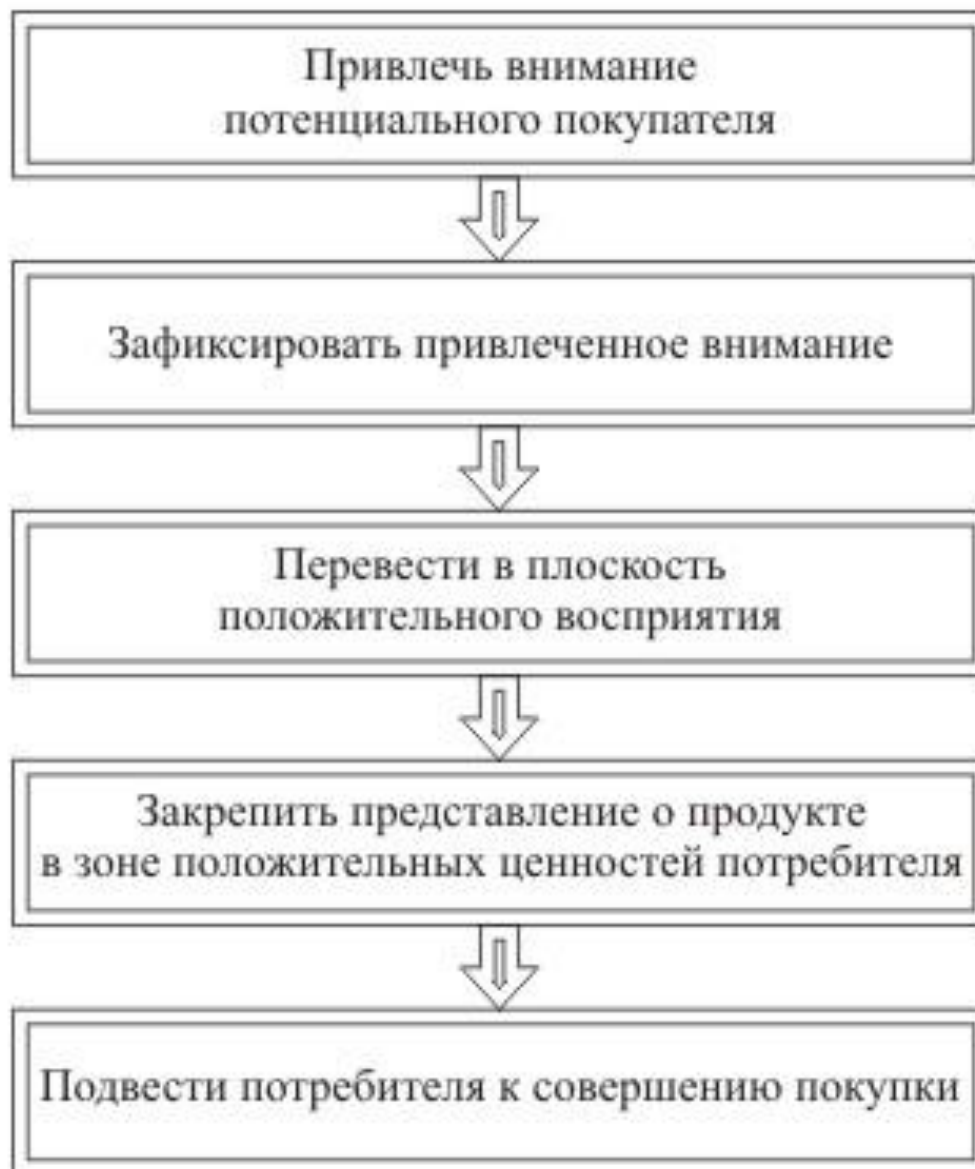 Привлечь внимание
потенциального покупателя
Зафиксировать привлеченное внимание
Перевести в плоскость
положительного восприятия
Закрепить представление о продукте
в зоне положительных ценностей потребителя
Подвести потребителя к совершению покупки